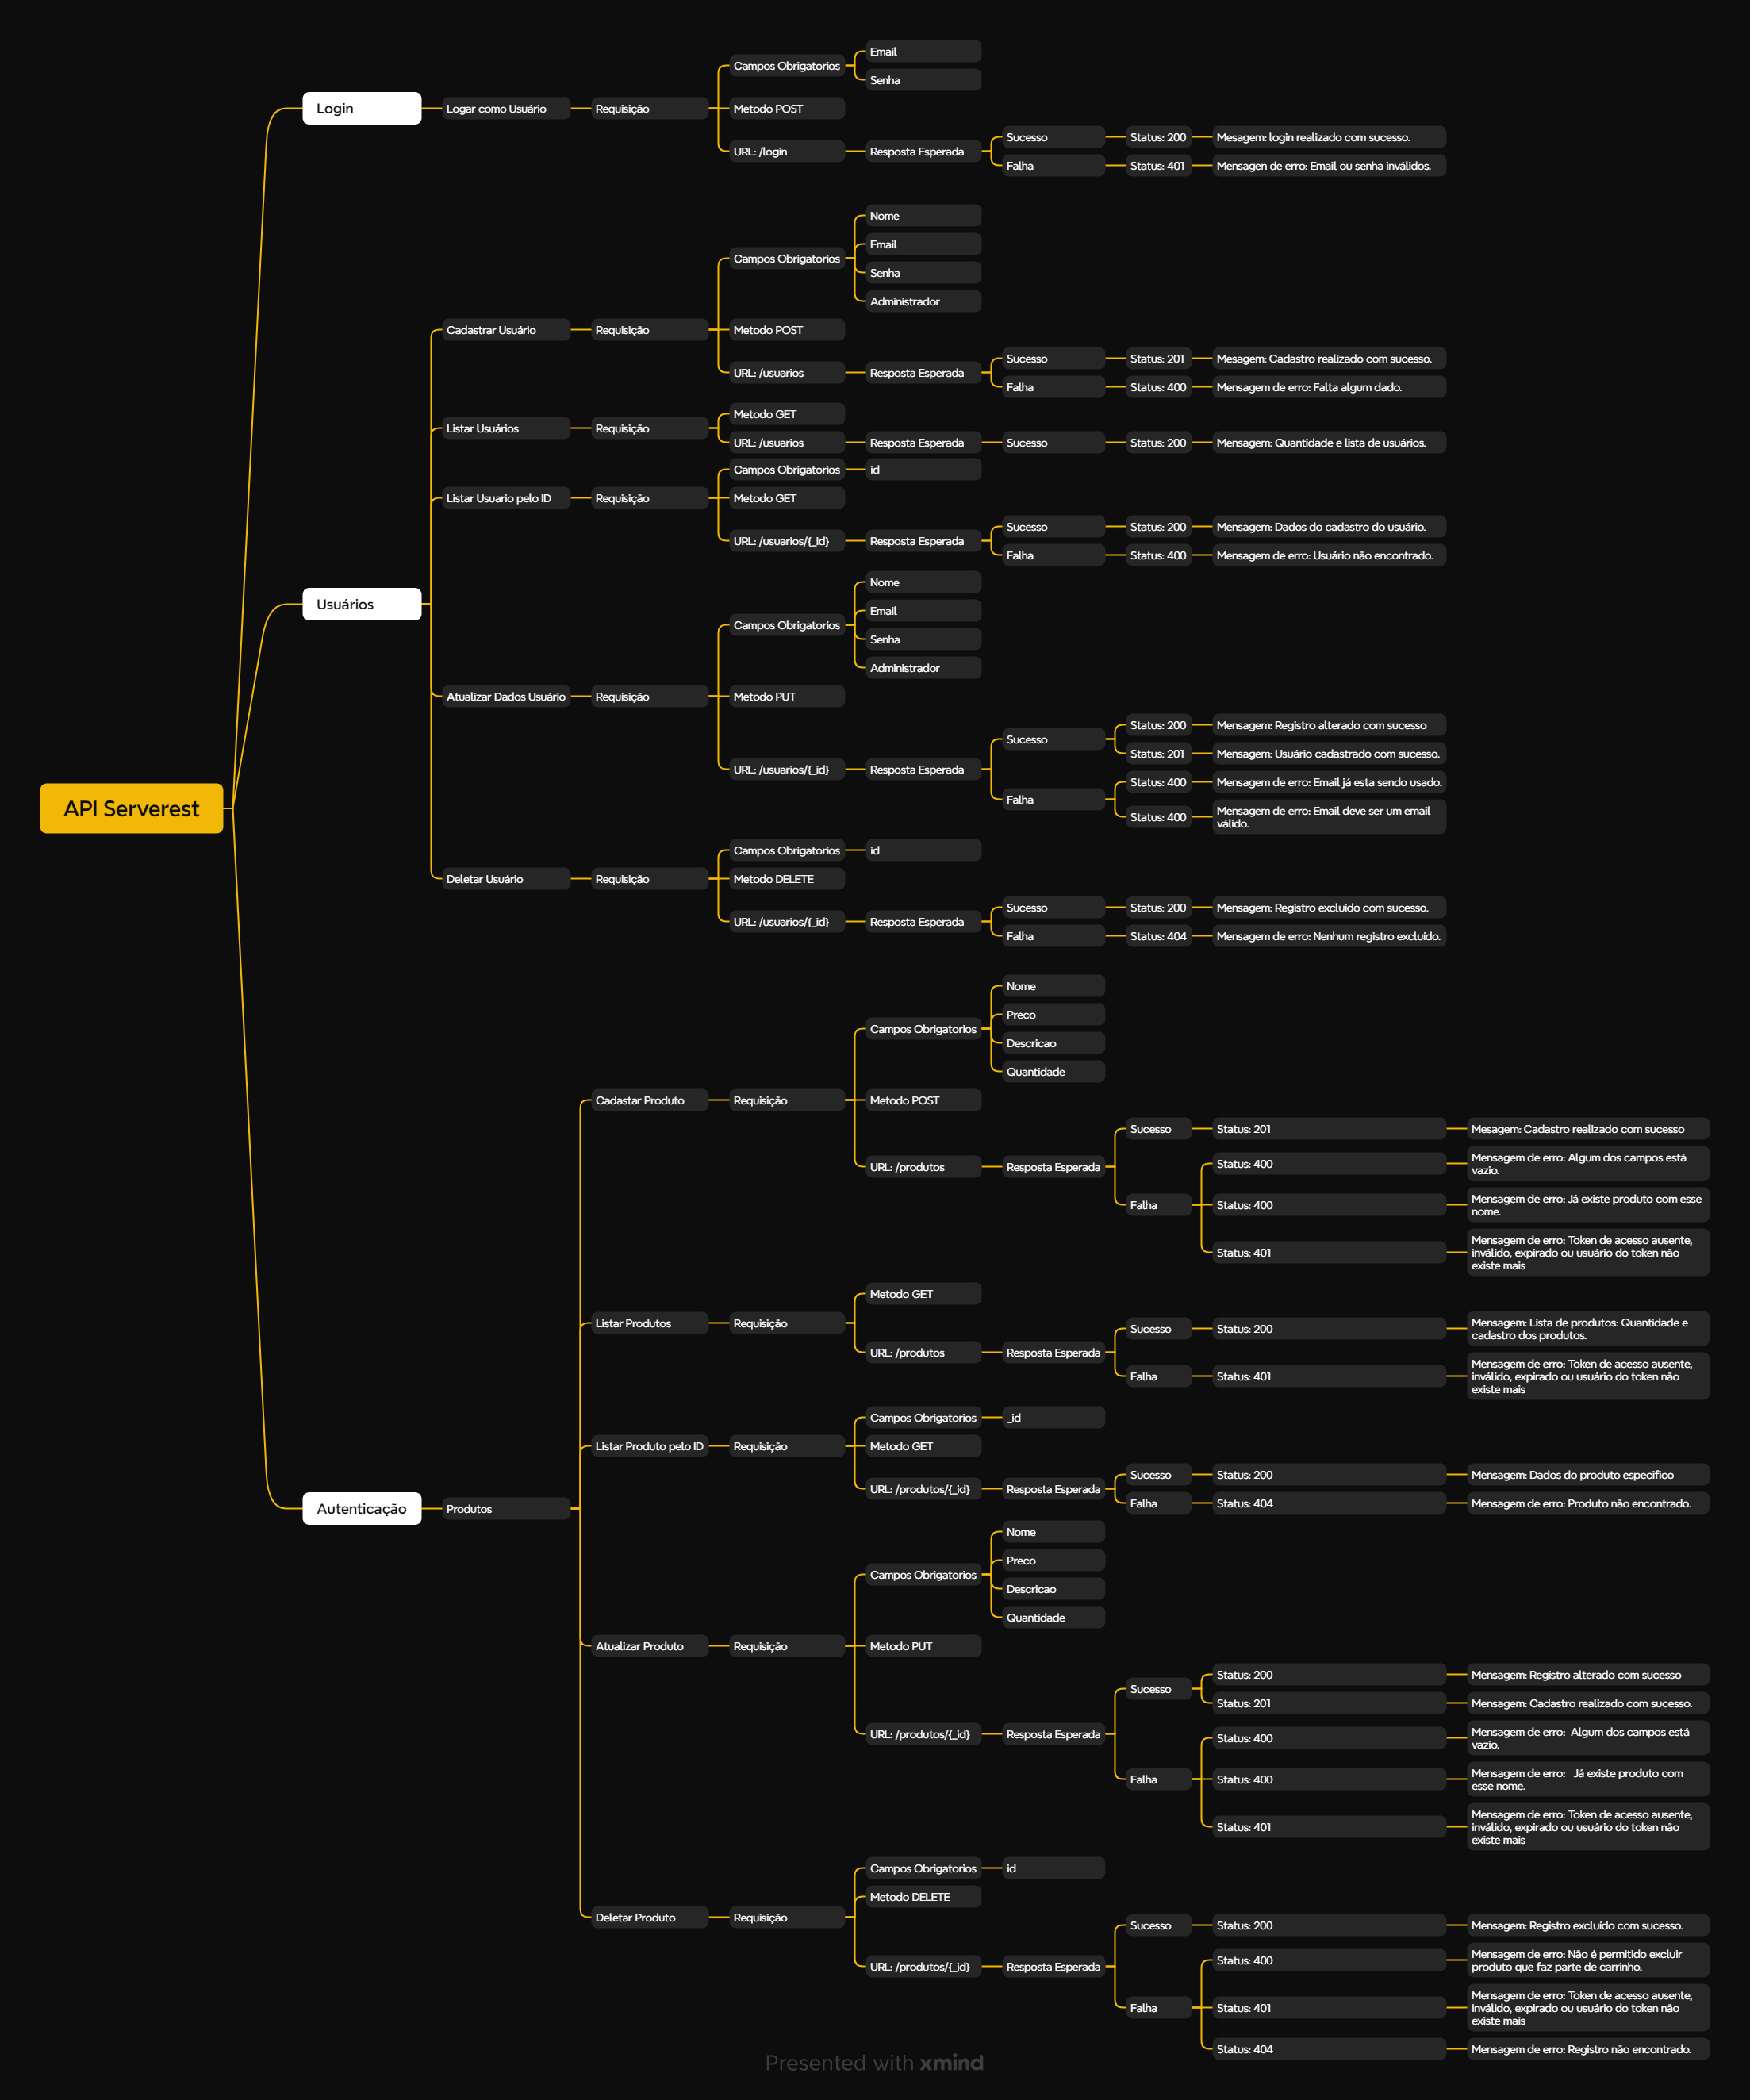 API Serverest
Login
Logar como Usuário
Requisição
Campos Obrigatorios
Email
Senha
Metodo POST
URL: /login
Resposta Esperada
Sucesso
Status: 200
Mesagem: login realizado com sucesso.
Falha
Status: 401
Mensagen de erro: Email ou senha inválidos.
Usuários
Cadastrar Usuário
Requisição
Campos Obrigatorios
Nome
Email
Senha
Administrador
Metodo POST
URL: /usuarios
Resposta Esperada
Sucesso
Status: 201
Mesagem: Cadastro realizado com sucesso.
Falha
Status: 400
Mensagem de erro: Falta algum dado.
Listar Usuários
Requisição
Metodo GET
URL: /usuarios
Resposta Esperada
Sucesso
Status: 200
Mensagem: Quantidade e lista de usuários.
Listar Usuario pelo ID
Requisição
Campos Obrigatorios
id
Metodo GET
URL: /usuarios/{_id}
Resposta Esperada
Sucesso
Status: 200
Mensagem: Dados do cadastro do usuário.
Falha
Status: 400
Mensagem de erro: Usuário não encontrado.
Atualizar Dados Usuário
Requisição
Campos Obrigatorios
Nome
Email
Senha
Administrador
Metodo PUT
URL: /usuarios/{_id}
Resposta Esperada
Sucesso
Status: 200
Mensagem: Registro alterado com sucesso
Status: 201
Mensagem: Usuário cadastrado com sucesso.
Falha
Status: 400
Mensagem de erro: Email já esta sendo usado.
Status: 400
Mensagem de erro: Email deve ser um email
válido.
Deletar Usuário
Requisição
Campos Obrigatorios
id
Metodo DELETE
URL: /usuarios/{_id}
Resposta Esperada
Sucesso
Status: 200
Mensagem: Registro excluído com sucesso.
Falha
Status: 404
Mensagem de erro: Nenhum registro excluído.
Autenticação
Produtos
Cadastar Produto
Requisição
Campos Obrigatorios
Nome
Preco
Descricao
Quantidade
Metodo POST
URL: /produtos
Resposta Esperada
Sucesso
Status: 201
Mesagem: Cadastro realizado com sucesso
Falha
Status: 400
Mensagem de erro: Algum dos campos está
vazio.
Status: 400
Mensagem de erro: Já existe produto com esse
nome.
Status: 401
Mensagem de erro: Token de acesso ausente,
inválido, expirado ou usuário do token não
existe mais
Listar Produtos
Requisição
Metodo GET
URL: /produtos
Resposta Esperada
Sucesso
Status: 200
Mensagem: Lista de produtos: Quantidade e
cadastro dos produtos.
Falha
Status: 401
Mensagem de erro: Token de acesso ausente,
inválido, expirado ou usuário do token não
existe mais
Listar Produto pelo ID
Requisição
Campos Obrigatorios
_id
Metodo GET
URL: /produtos/{_id}
Resposta Esperada
Sucesso
Status: 200
Mensagem: Dados do produto especifico
Falha
Status: 404
Mensagem de erro: Produto não encontrado.
Atualizar Produto
Requisição
Campos Obrigatorios
Nome
Preco
Descricao
Quantidade
Metodo PUT
URL: /produtos/{_id}
Resposta Esperada
Sucesso
Status: 200
Mensagem: Registro alterado com sucesso
Status: 201
Mensagem: Cadastro realizado com sucesso.
Falha
Status: 400
Mensagem de erro: Algum dos campos está
vazio.
Status: 400
Mensagem de erro: Já existe produto com
esse nome.
Status: 401
Mensagem de erro: Token de acesso ausente,
inválido, expirado ou usuário do token não
existe mais
Deletar Produto
Requisição
Campos Obrigatorios
id
Metodo DELETE
URL: /produtos/{_id}
Resposta Esperada
Sucesso
Status: 200
Mensagem: Registro excluído com sucesso.
Falha
Status: 400
Mensagem de erro: Não é permitido excluir
produto que faz parte de carrinho.
Status: 401
Mensagem de erro: Token de acesso ausente,
inválido, expirado ou usuário do token não
existe mais
Status: 404
Mensagem de erro: Registro não encontrado.
Presented with xmind